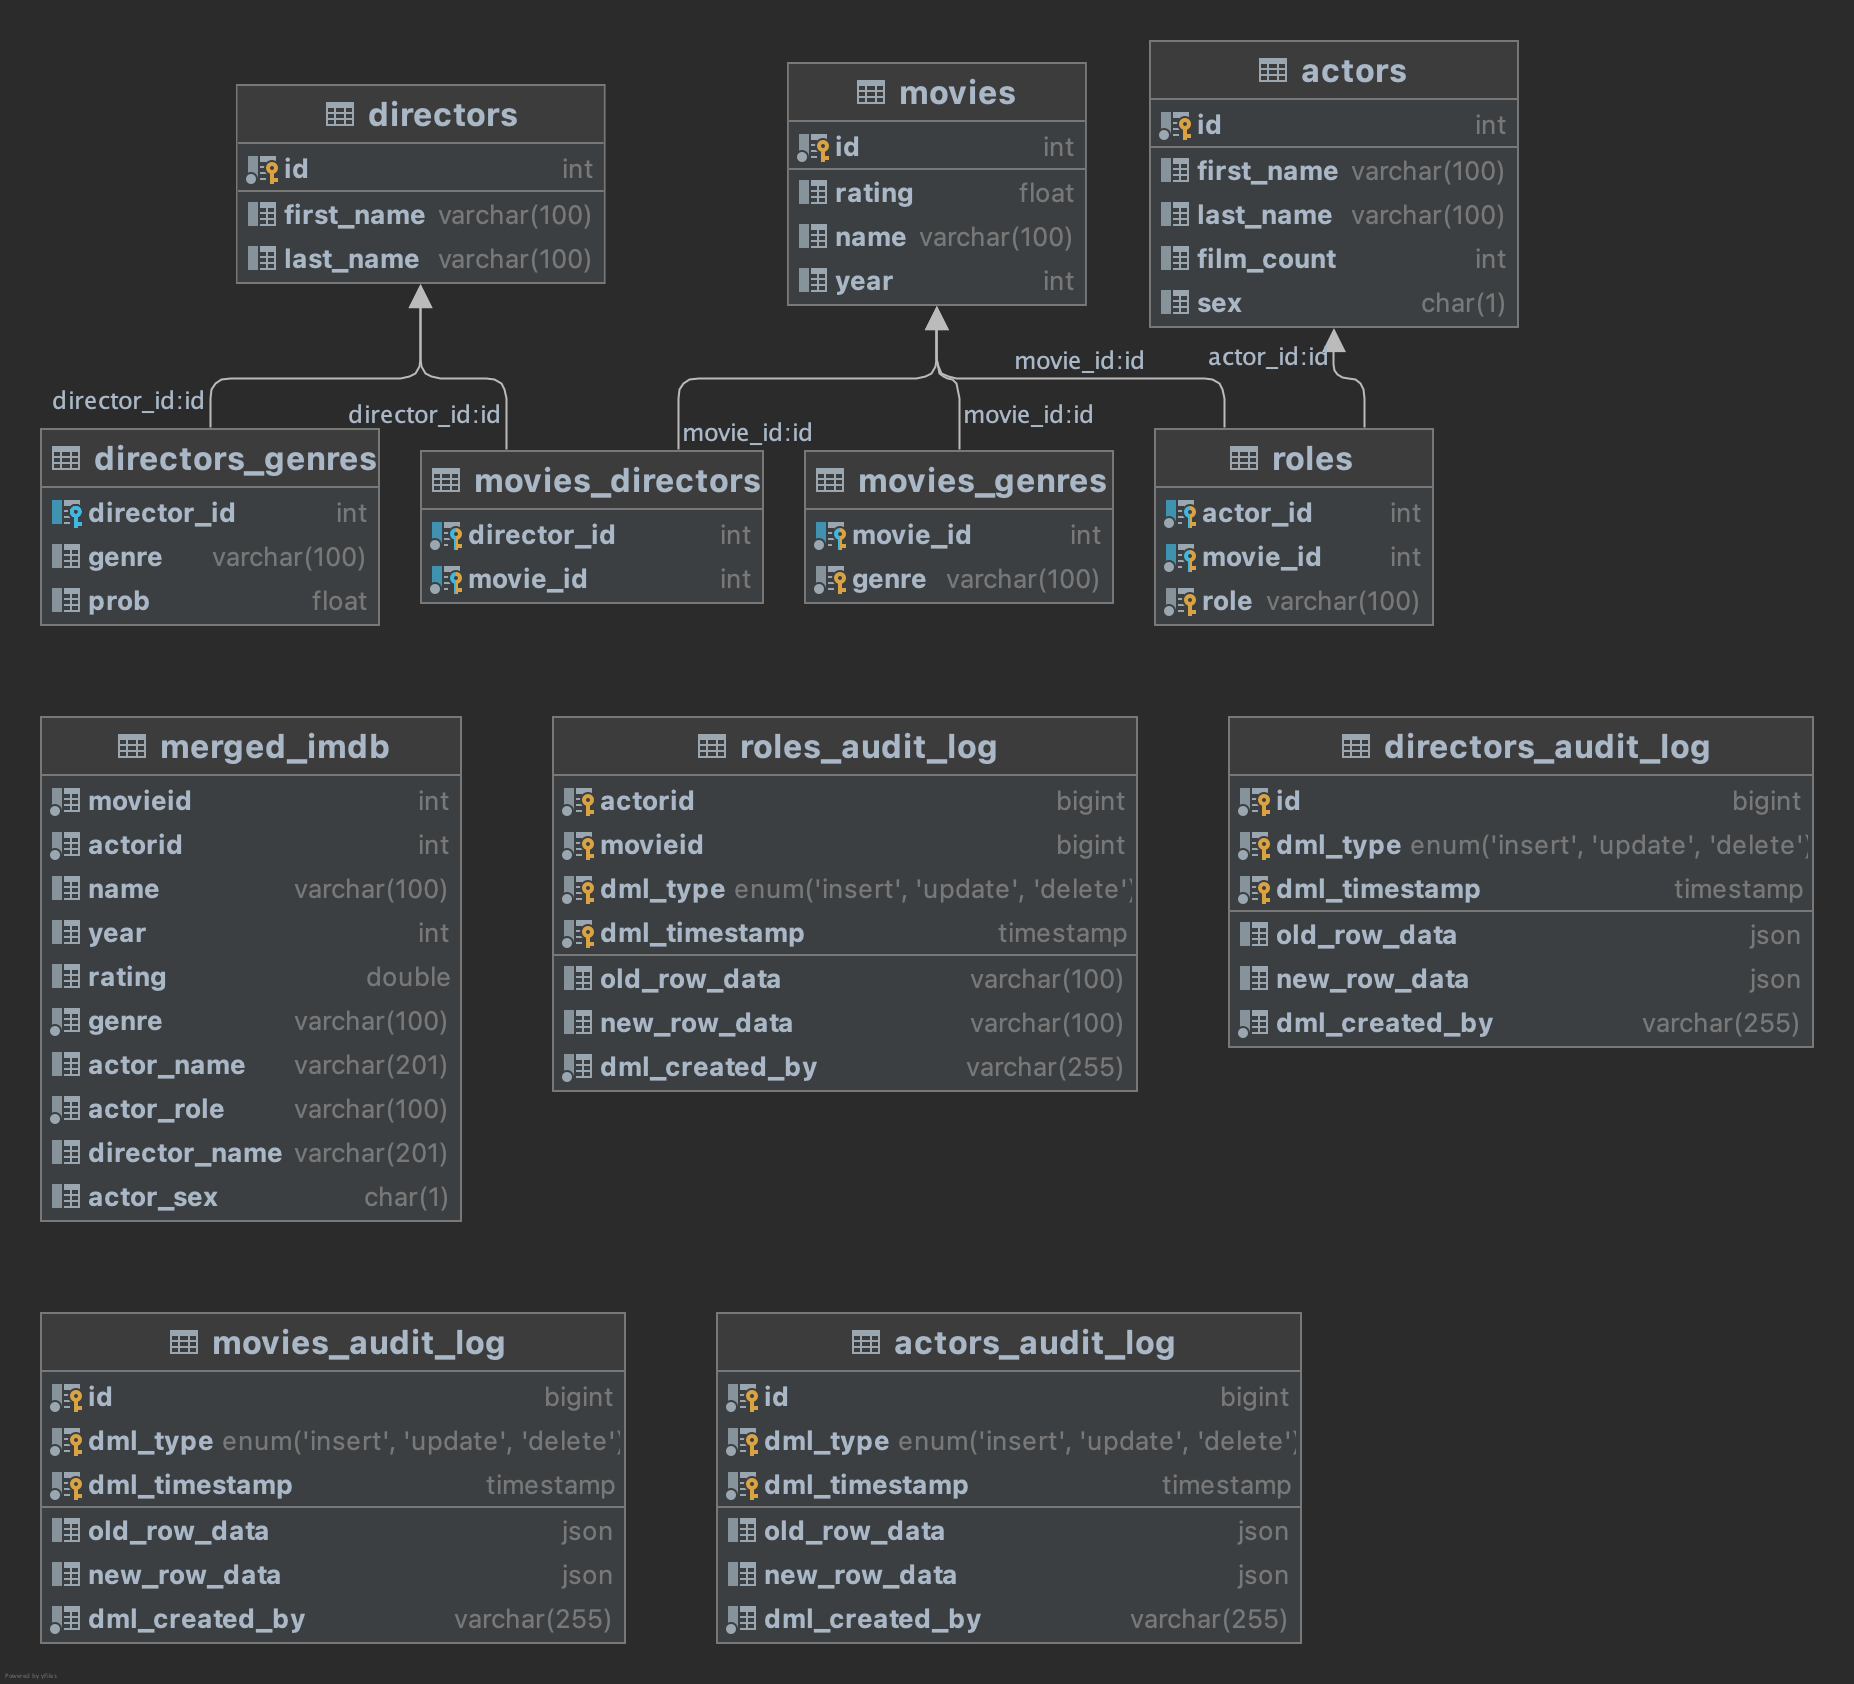 directors
id int
first_name varchar(100)
last_name varchar(100)
movies
id int
rating float
name varchar(100)
year int
actors
id int
first_name varchar(100)
last_name varchar(100)
film_count int
sex char(1)
director_id:id
director_id:id
movie_id:id
movie_id:id
movie_id:id
actor_id:id
directors_genres
director_id int
genre varchar(100)
prob float
movies_directors
director_id int
movie_id int
movies_genres
movie_id int
genre varchar(100)
roles
actor_id int
movie_id int
role varchar(100)
merged_imdb
movieid int
actorid int
name varchar(100)
year int
rating double
genre varchar(100)
actor_name varchar(201)
actor_role varchar(100)
director_name varchar(201)
actor_sex char(1)
roles_audit_log
actorid bigint
movieid bigint
dml_type enum('insert', 'update', 'delete')
dml_timestamp timestamp
old_row_data varchar(100)
new_row_data varchar(100)
dml_created_by varchar(255)
directors_audit_log
id bigint
dml_type enum('insert', 'update', 'delete')
dml_timestamp timestamp
old_row_data json
new_row_data json
dml_created_by varchar(255)
movies_audit_log
id bigint
dml_type enum('insert', 'update', 'delete')
dml_timestamp timestamp
old_row_data json
new_row_data json
dml_created_by varchar(255)
actors_audit_log
id bigint
dml_type enum('insert', 'update', 'delete')
dml_timestamp timestamp
old_row_data json
new_row_data json
dml_created_by varchar(255)
Powered by yFiles